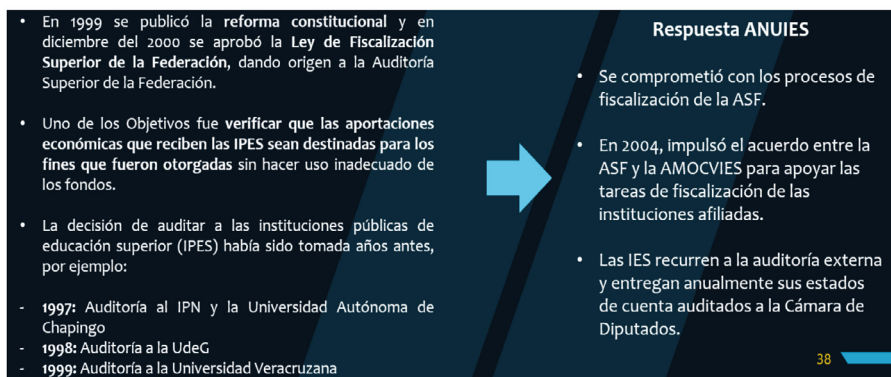 • En 1999 se publicó la reforma constitucional y en
diciembre del 2000 se aprobó la Ley de Fiscalización
Superior de la Federación, dando origen a la Auditoría
Superior de la Federación.
• Uno de los Objetivos fue verificar que las aportaciones
económicas que reciben las IPES sean destinadas para los
fines que fueron otorgadas sin hacer uso inadecuado de
los fondos.
• La decisión de auditar a las instituciones públicas de
educación superior (IPES) había sido tomada años antes,
por ejemplo:
- 1997: Auditoría al IPN y la Universidad Autónoma de
Chapingo
- 1998: Auditoría a la UdeG
- 1999: Auditoría a la Universidad Veracruzana
Respuesta ANUIES
• Se comprometió con los procesos de
fiscalización de la ASF.
• En 2004, impulsó el acuerdo entre la
ASF y la AMOCVIES para apoyar las
tareas de fiscalización de las
instituciones afiliadas.
• Las IES recurren a la auditoría externa
y entregan anualmente sus estados
de cuenta auditados a la Cámara de
Diputados.
38